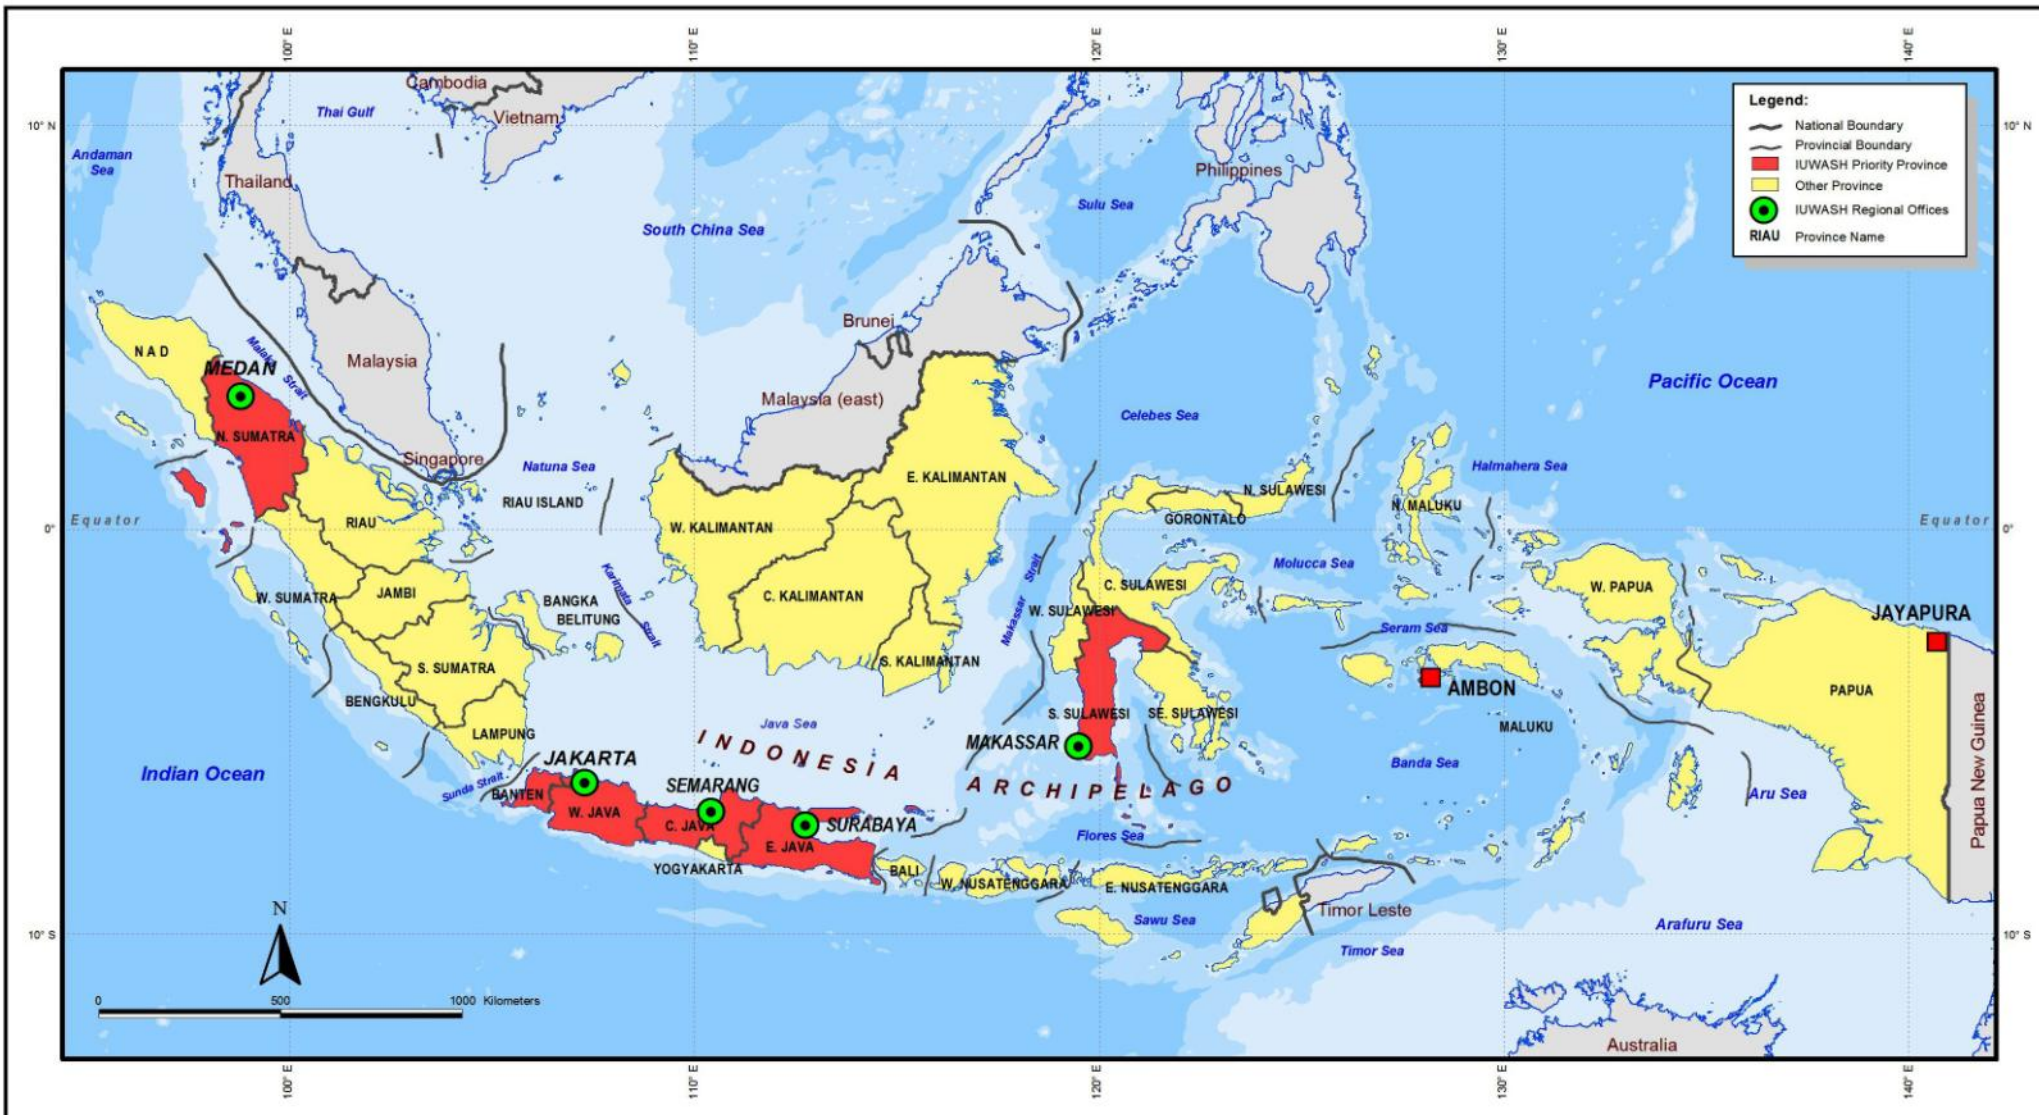 100° E
110° E
120° E
130° E
140° E
Cambodia
Thai Gulf
Vietnam
10° N
10° N
Andaman
Sea
Thailand
Philippines
Sulu Sea
South China Sea
Legend:
National Boundary
Provincial Boundary
IUWASH Priority Province
Other Province
IUWASH Regional Offices
RIAU Province Name
Brunei
N A D
Malaka
Strait
MEDAN
Malaysia
Malaysia (east)
Pacific Ocean
Celebes Sea
N. SUMATRA
Singapore
Natuna Sea
Halmahera Sea
E. KALIMANTAN
N. SULAWESI
RIAU ISLAND
N. MALUKU
Equator
0°
RIAU
W. KALIMANTAN
GORONTALO
Equator
0°
Karimata
Strait
Makassar
Strait
Molucca Sea
C. SULAWESI
W. PAPUA
W. SUMATRA
JAMBI
BANGKA
BELITUNG
C. KALIMANTAN
W. SULAWESI
JAYAPURA
Seram Sea
S. SUMATRA
S. KALIMANTAN
AMBON
PAPUA
BENGKULU
S. SULAWESI
SE. SULAWESI
Java Sea
MALUKU
LAMPUNG
INDONESIA
ARCHIPELAGO
MAKASSAR
JAKARTA
Banda Sea
Indian Ocean
Sunda Strait
SEMARANG
BANTEN
W. JAVA
C. JAVA
SURABAYA
E. JAVA
Flores Sea
Aru Sea
Papua New Guinea
YOGYAKARTA
BALI
W. NUSATENGGARA
E. NUSATENGGARA
Timor Leste
Sawu Sea
Arafuru Sea
Timor Sea
N
10° S
10° S
0
500
1000 Kilometers
Australia
100° E
110° E
120° E
130° E
140° E